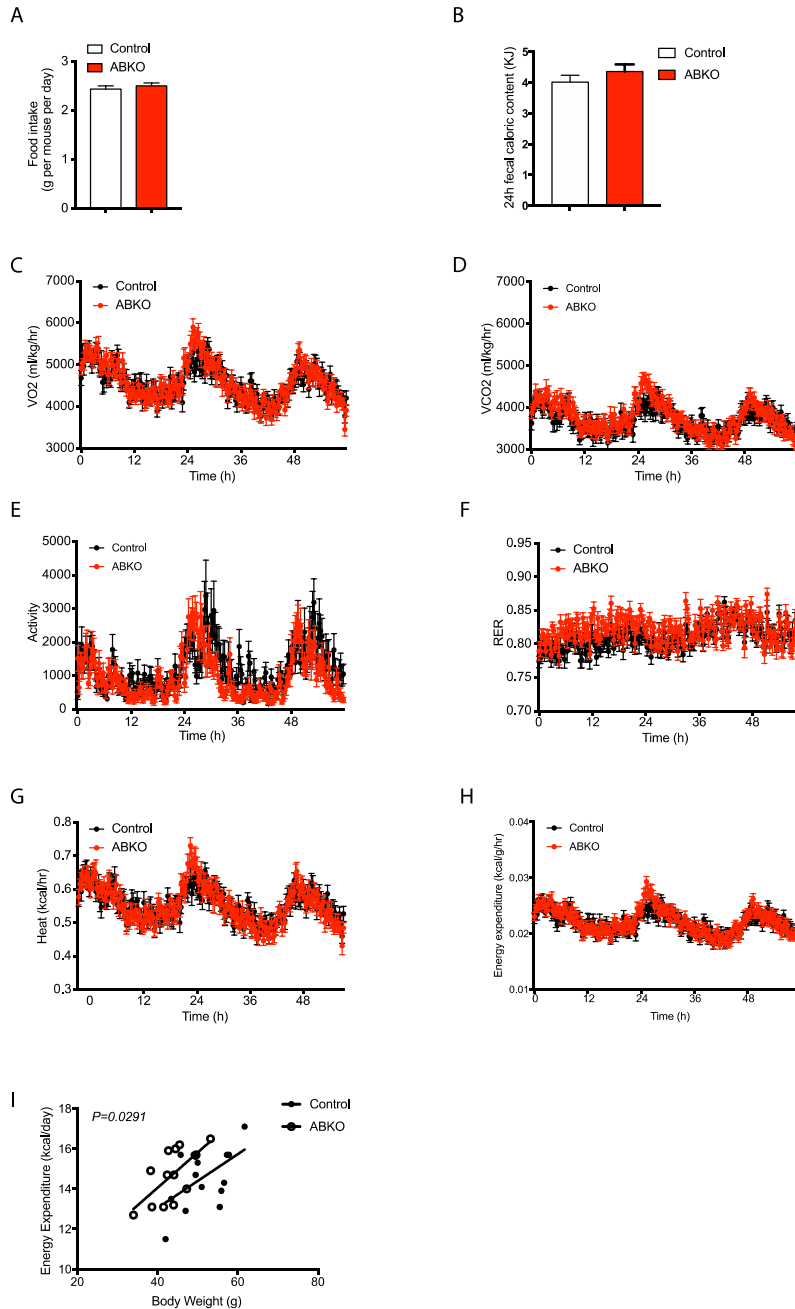 A
Control
ABKO
Food intake
(g per mouse per day)
3
2
1
0
B
Control
ABKO
24h fecal caloric content (KJ)
5
4
3
2
1
0
C
Control
ABKO
VO2 (ml/kg/hr)
7000
6000
5000
4000
3000
0 12 24 36 48
Time (h)
D
Control
ABKO
VCO2 (ml/kg/hr)
7000
6000
5000
4000
3000
0 12 24 36 48
Time (h)
E
Control
ABKO
Activity
5000
4000
3000
2000
1000
0
0 12 24 36 48
Time (h)
F
Control
ABKO
RER
0.95
0.90
0.85
0.80
0.75
0.70
0 12 24 36 48
Time (h)
G
Control
ABKO
Heat (kcal/hr)
0.8
0.7
0.6
0.5
0.4
0.3
0 12 24 36 48
Time (h)
H
Control
ABKO
Energy expenditure (kcal/g/hr)
0.04
0.03
0.02
0.01
0 12 24 36 48
Time (h)
I
P=0.0291
Control
ABKO
Energy Expenditure (kcal/day)
18
16
14
12
10
20 40 60 80
Body Weight (g)